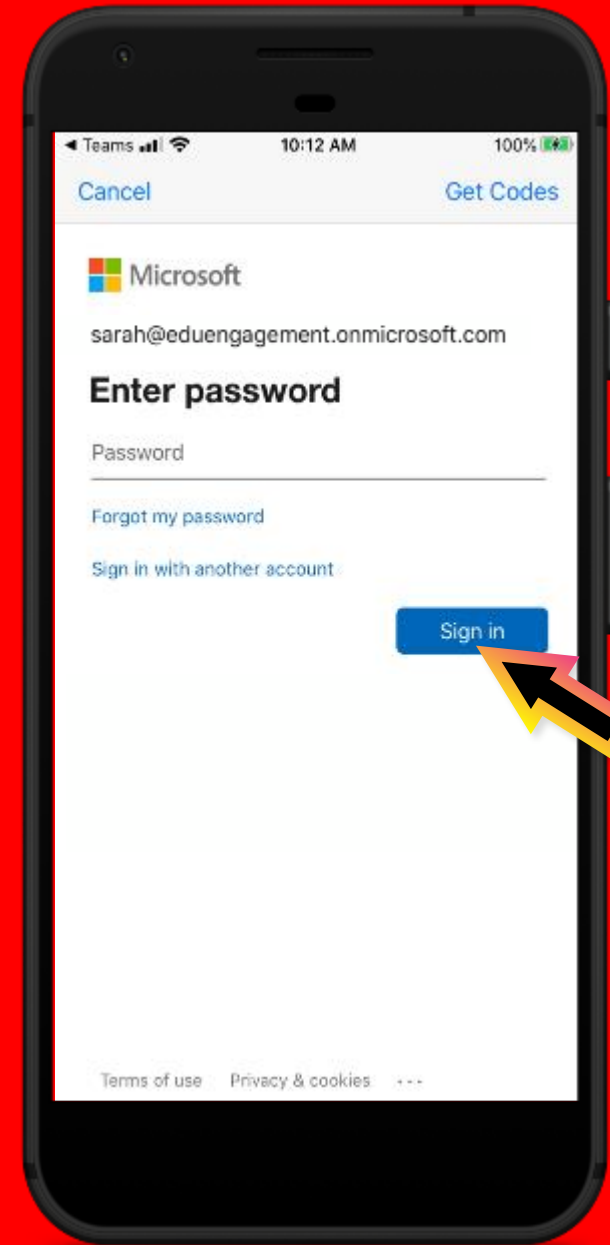 ◄ Teams 10:12 AM 100%
Cancel Get Codes
Microsoft
sarah@eduengagement.onmicrosoft.com
Enter password
Password
Forgot my password
Sign in with another account
Sign in
Terms of use Privacy & cookies ...